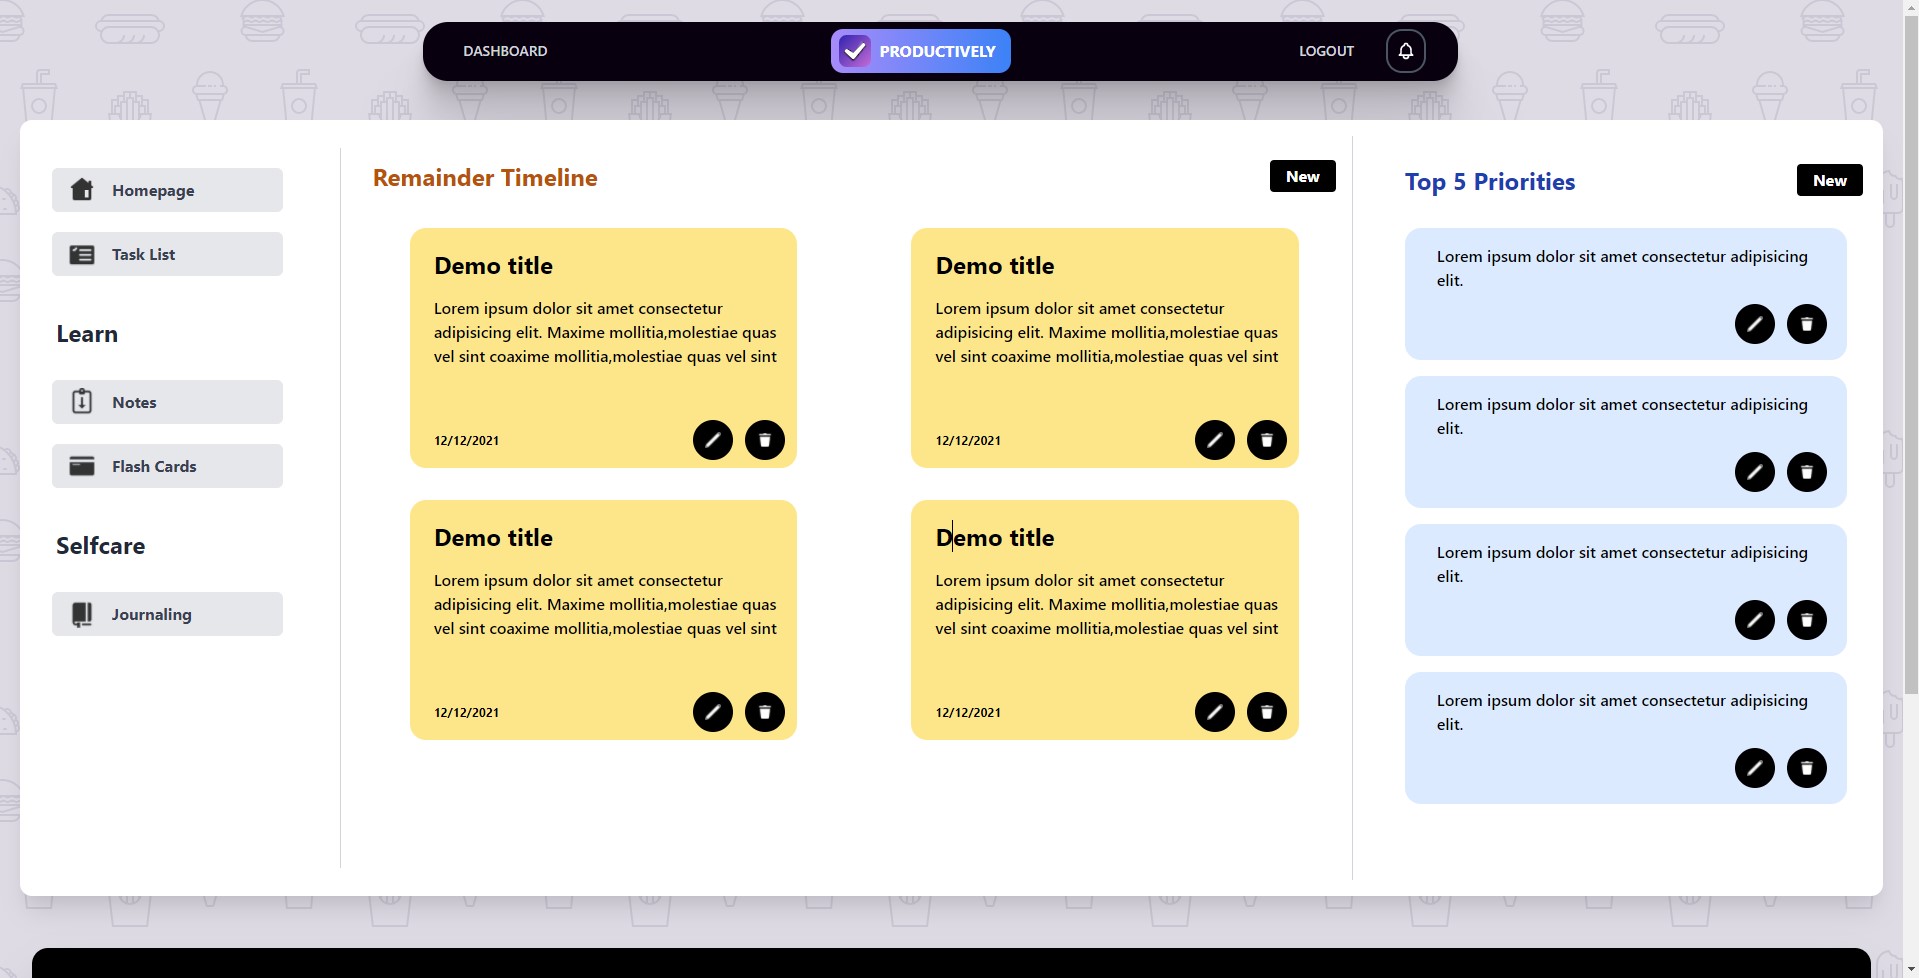 DASHBOARD
PRODUCTIVELY
LOGOUT
Homepage
Task List
Learn
Notes
Flash Cards
Selfcare
Journaling
Remainder Timeline
New
Demo title
Lorem ipsum dolor sit amet consectetur
adipisicing elit. Maxime mollitia,molestiae quas
vel sint coaxime mollitia,molestiae quas vel sint
12/12/2021
Demo title
Lorem ipsum dolor sit amet consectetur
adipisicing elit. Maxime mollitia,molestiae quas
vel sint coaxime mollitia,molestiae quas vel sint
12/12/2021
Demo title
Lorem ipsum dolor sit amet consectetur
adipisicing elit. Maxime mollitia,molestiae quas
vel sint coaxime mollitia,molestiae quas vel sint
12/12/2021
Demo title
Lorem ipsum dolor sit amet consectetur
adipisicing elit. Maxime mollitia,molestiae quas
vel sint coaxime mollitia,molestiae quas vel sint
12/12/2021
Top 5 Priorities
New
Lorem ipsum dolor sit amet consectetur adipisicing
elit.
Lorem ipsum dolor sit amet consectetur adipisicing
elit.
Lorem ipsum dolor sit amet consectetur adipisicing
elit.
Lorem ipsum dolor sit amet consectetur adipisicing
elit.